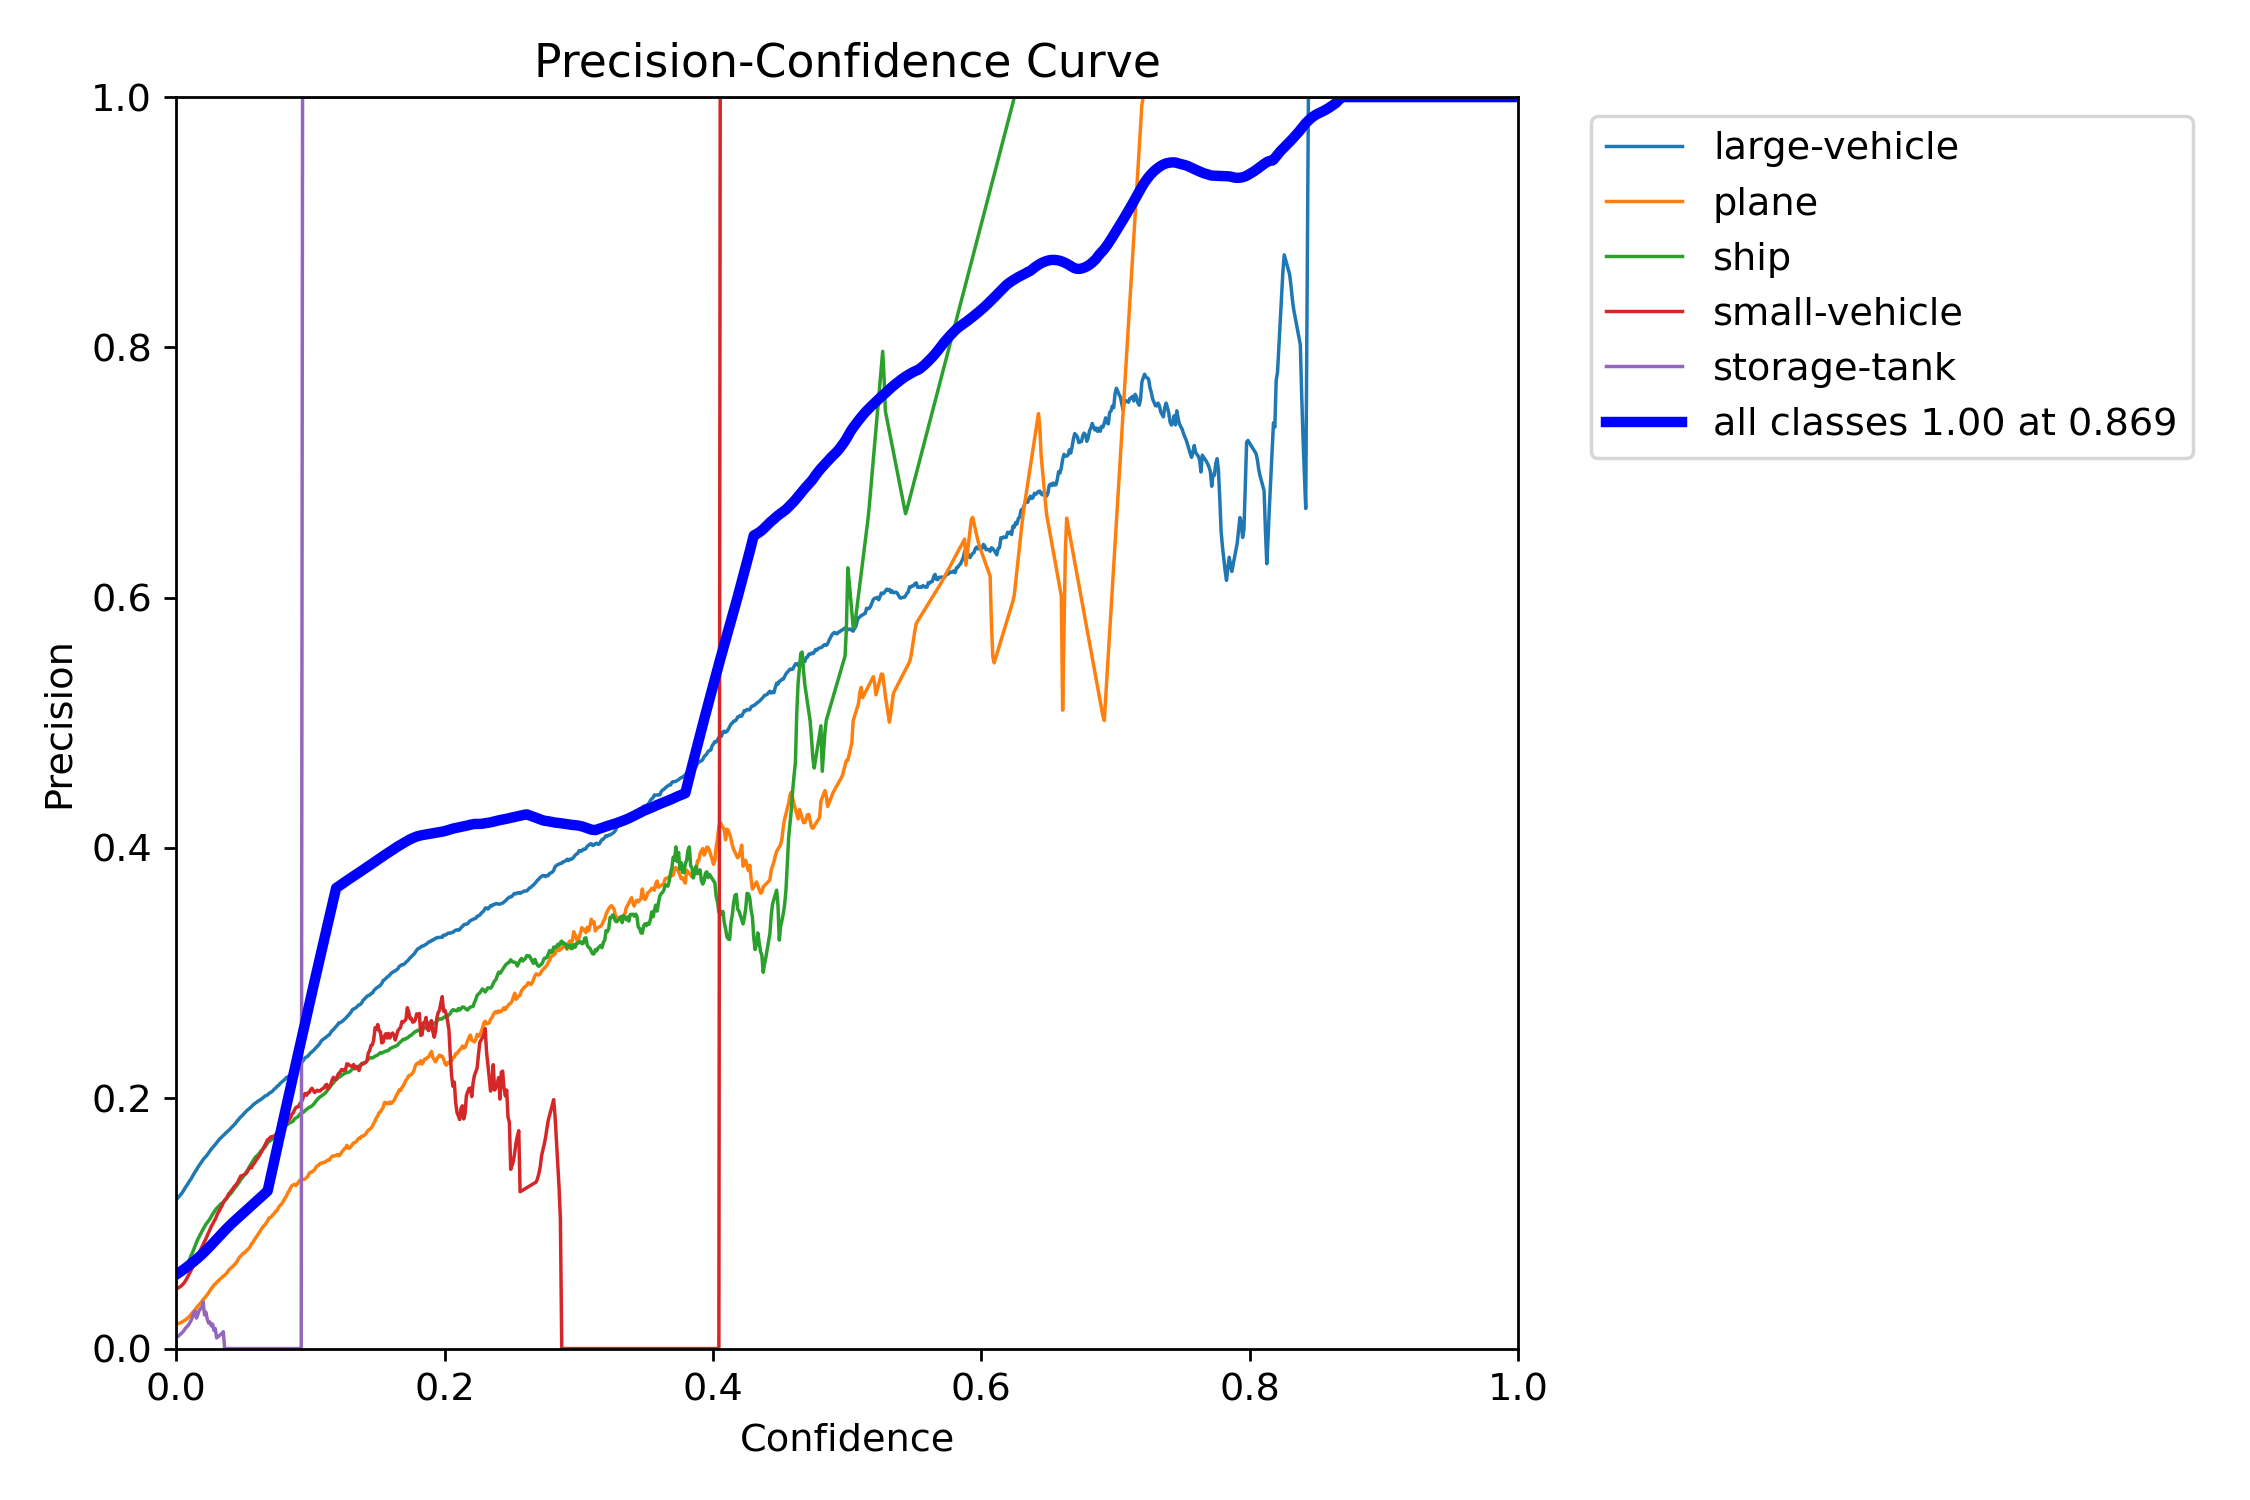 Precision-Confidence Curve
1.0
0.8
0.6
0.4
0.2
0.0
Precision
0.0 0.2 0.4 0.6 0.8 1.0
Confidence
large-vehicle
plane
ship
small-vehicle
storage-tank
all classes 1.00 at 0.869